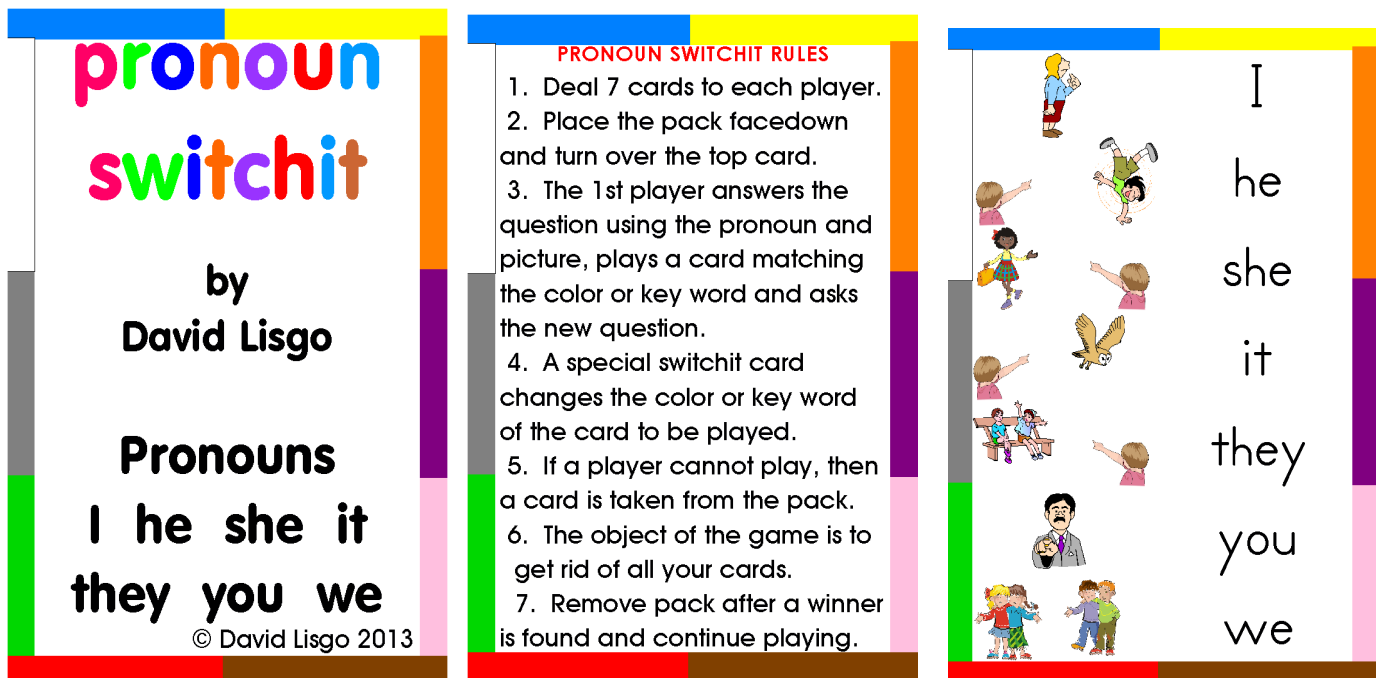 pronoun
switchit
by
David Lisgo
Pronouns
I he she it
they you we
© David Lisgo 2013
PRONOUN SWITCHIT RULES
1. Deal 7 cards to each player.
2. Place the pack facedown
and turn over the top card.
3. The 1st player answers the
question using the pronoun and
picture, plays a card matching
the color or key word and asks
the new question.
4. A special switchit card
changes the color or key word
of the card to be played.
5. If a player cannot play, then
a card is taken from the pack.
6. The object of the game is to
get rid of all your cards.
7. Remove pack after a winner
is found and continue playing.
I
he
she
it
they
you
we